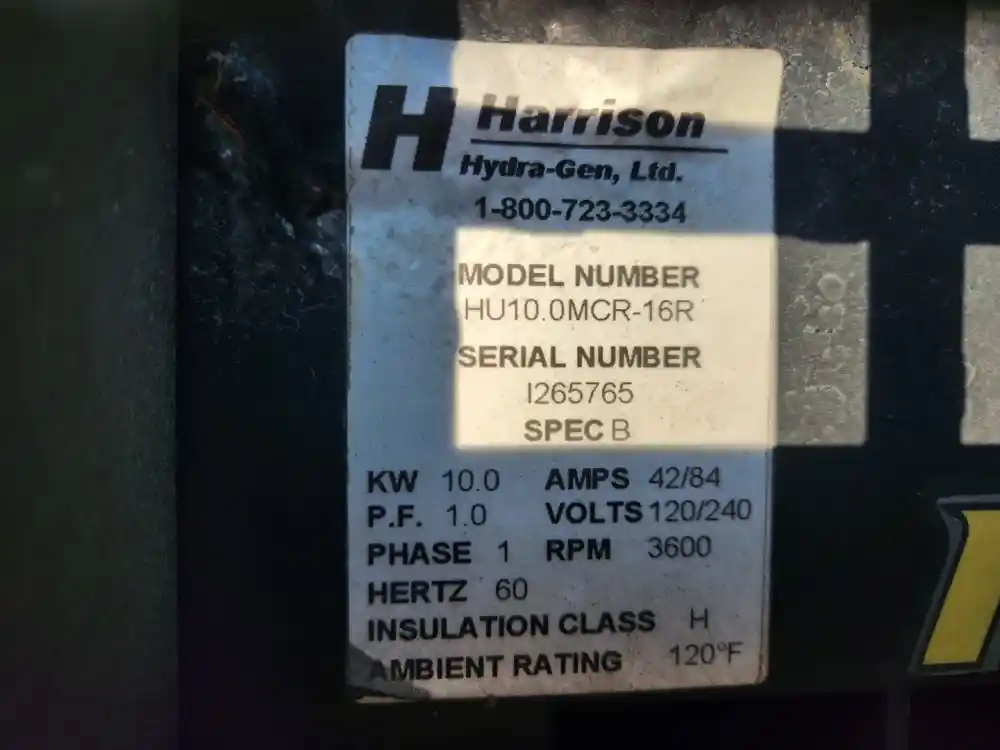 H Harrison
Hydra-Gen, Ltd.
1-800-723-3334
MODEL NUMBER
HU10.0MCR-16R
SERIAL NUMBER
I265765
SPEC B
KW 10.0 AMPS 42/84
P.F. 1.0 VOLTS 120/240
PHASE 1 RPM 3600
HERTZ 60
INSULATION CLASS H
AMBIENT RATING 120°F